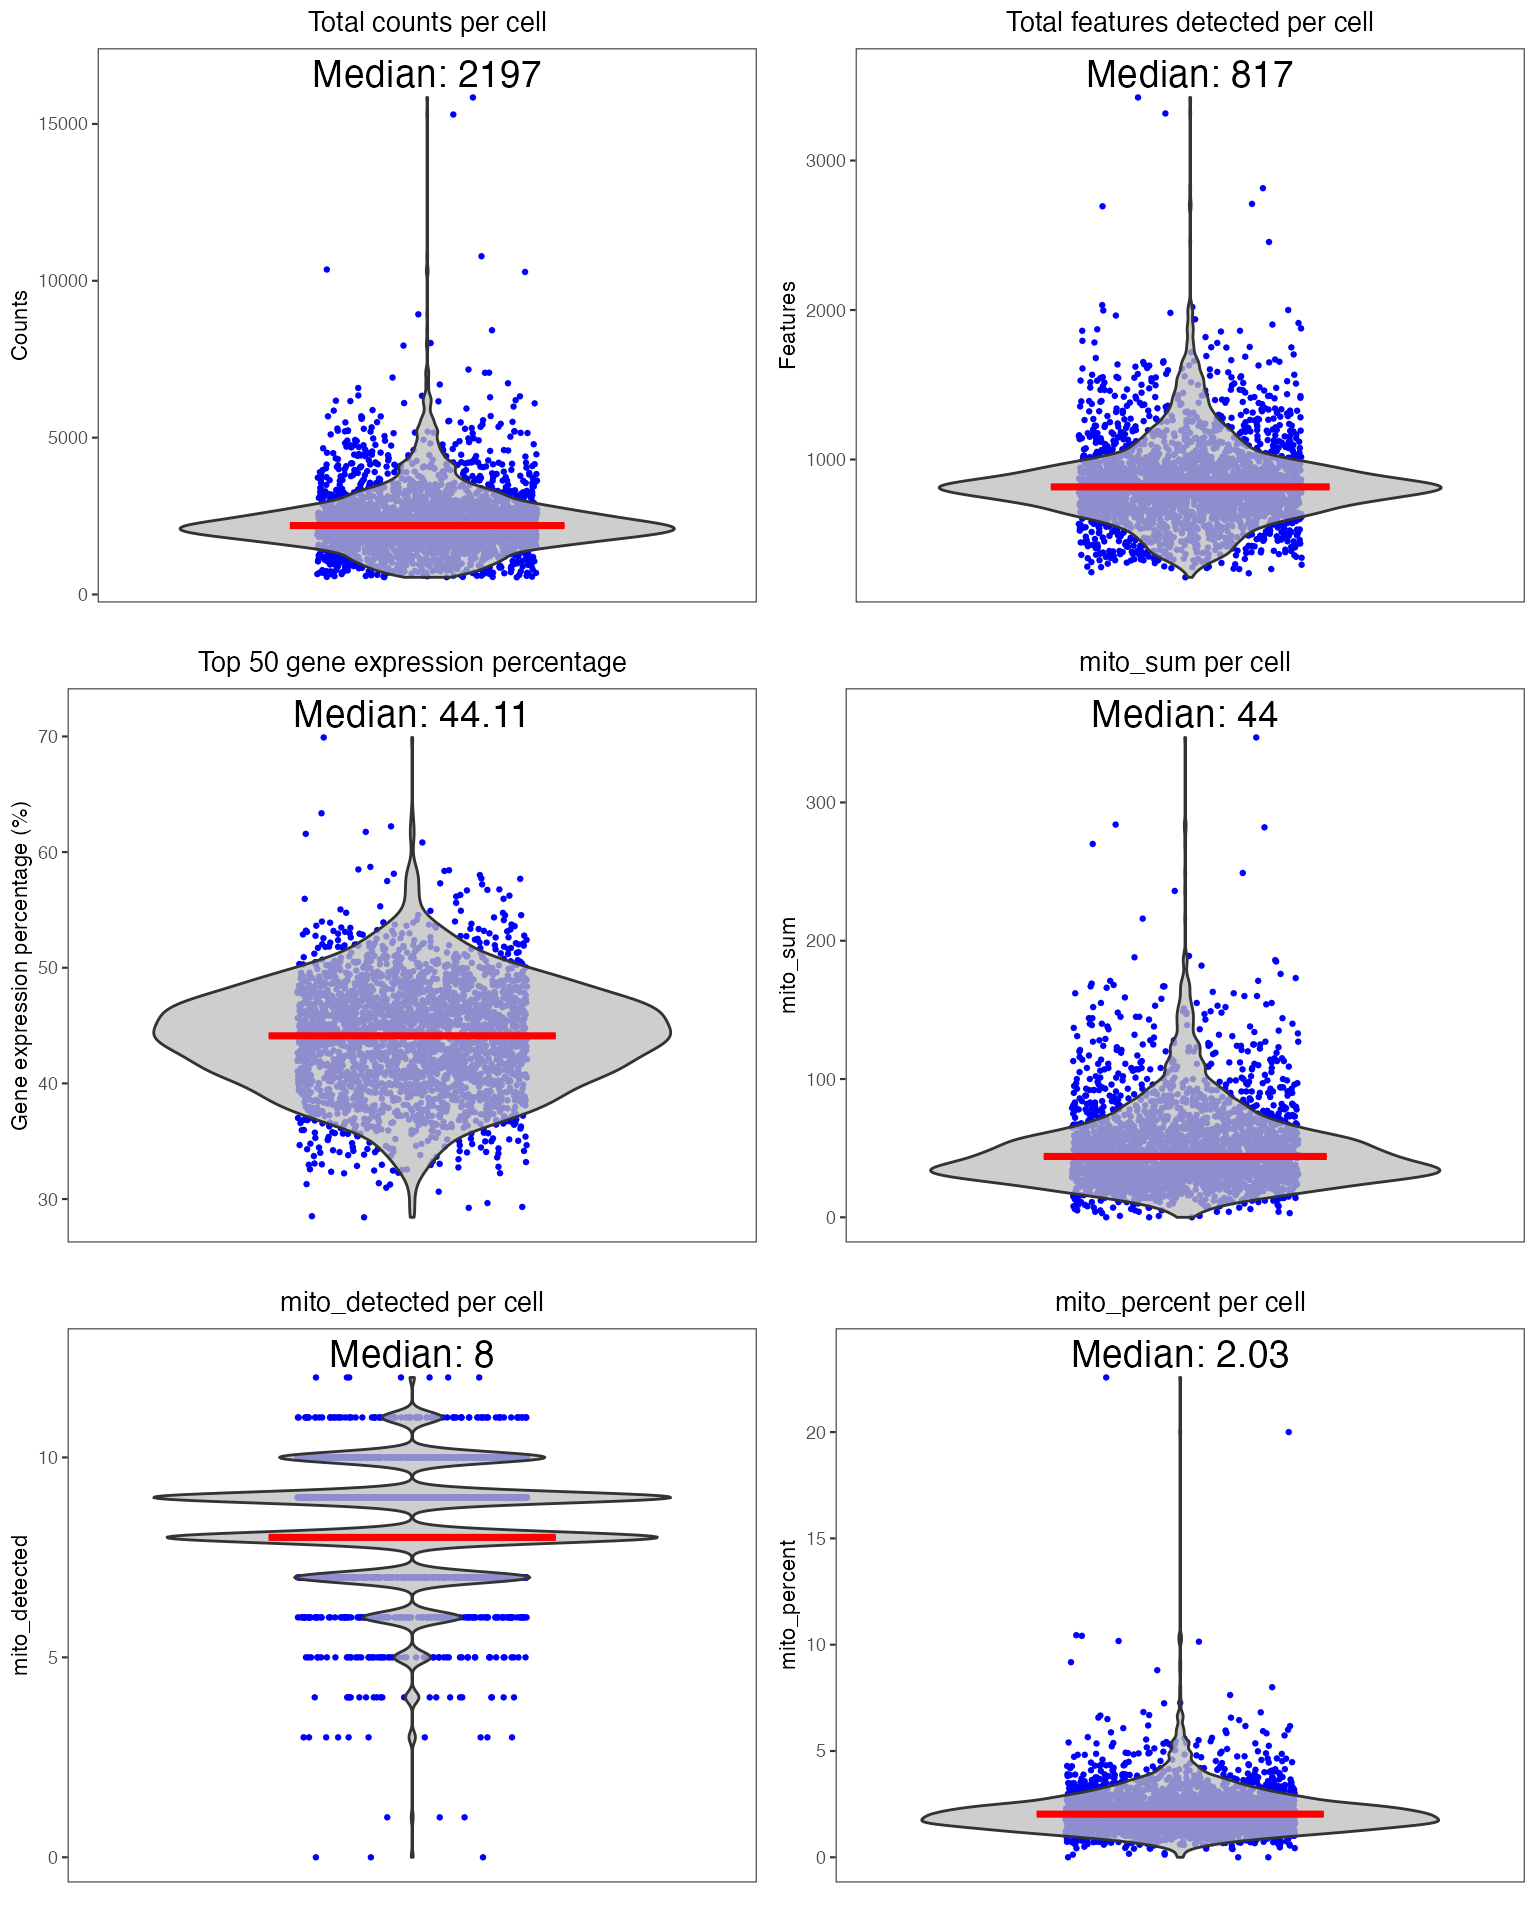 Total counts per cell
Median: 2197
15000
10000
5000
0
Counts
Total features detected per cell
Median: 817
3000
2000
1000
Features
Top 50 gene expression percentage
Median: 44.11
70
60
50
40
30
Gene expression percentage (%)
mito_sum per cell
Median: 44
300
200
100
0
mito_sum
mito_detected per cell
Median: 8
10
5
0
mito_detected
mito_percent per cell
Median: 2.03
20
15
10
5
0
mito_percent